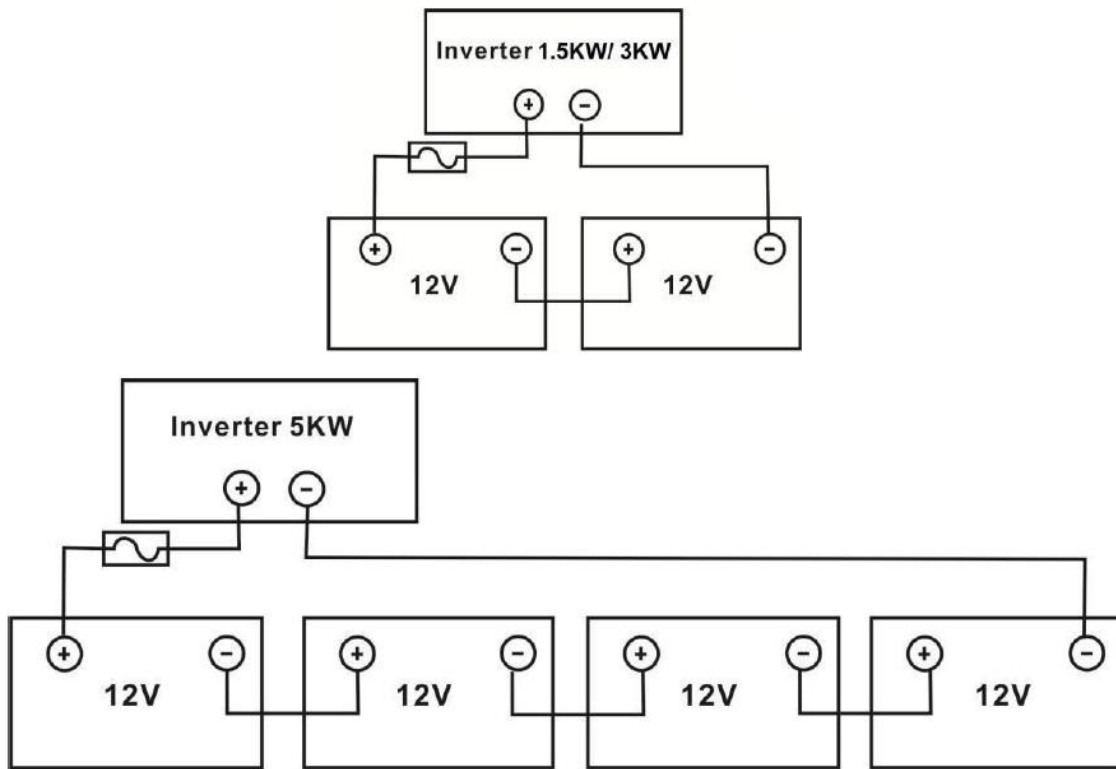 Inverter 1.5KW/ 3KW
+ −
+ − + −
12V 12V
Inverter 5KW
+ −
+ − + − + − + −
12V 12V 12V 12V